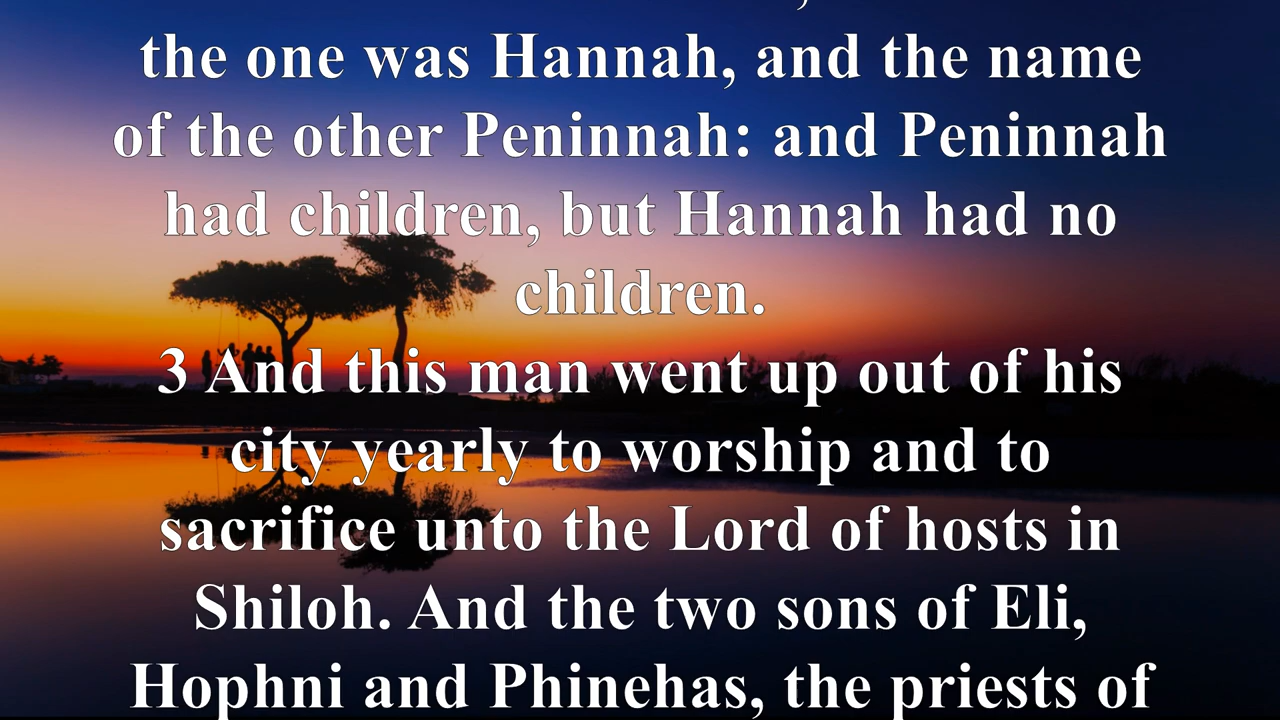 the one was Hannah, and the name
of the other Peninnah: and Peninnah
had children, but Hannah had no
children.
3 And this man went up out of his
city yearly to worship and to
sacrifice unto the Lord of hosts in
Shiloh. And the two sons of Eli,
Hophni and Phinehas, the priests of